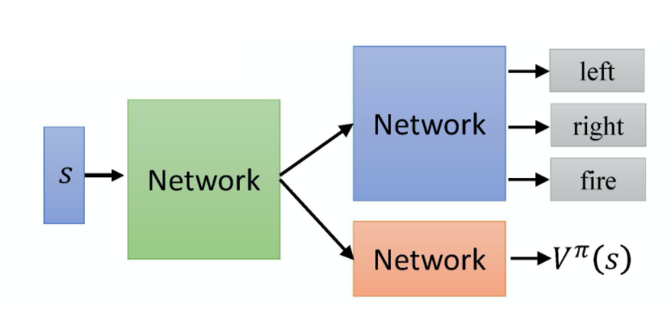 s
Network
Network
left
right
fire
Network
V^π(s)